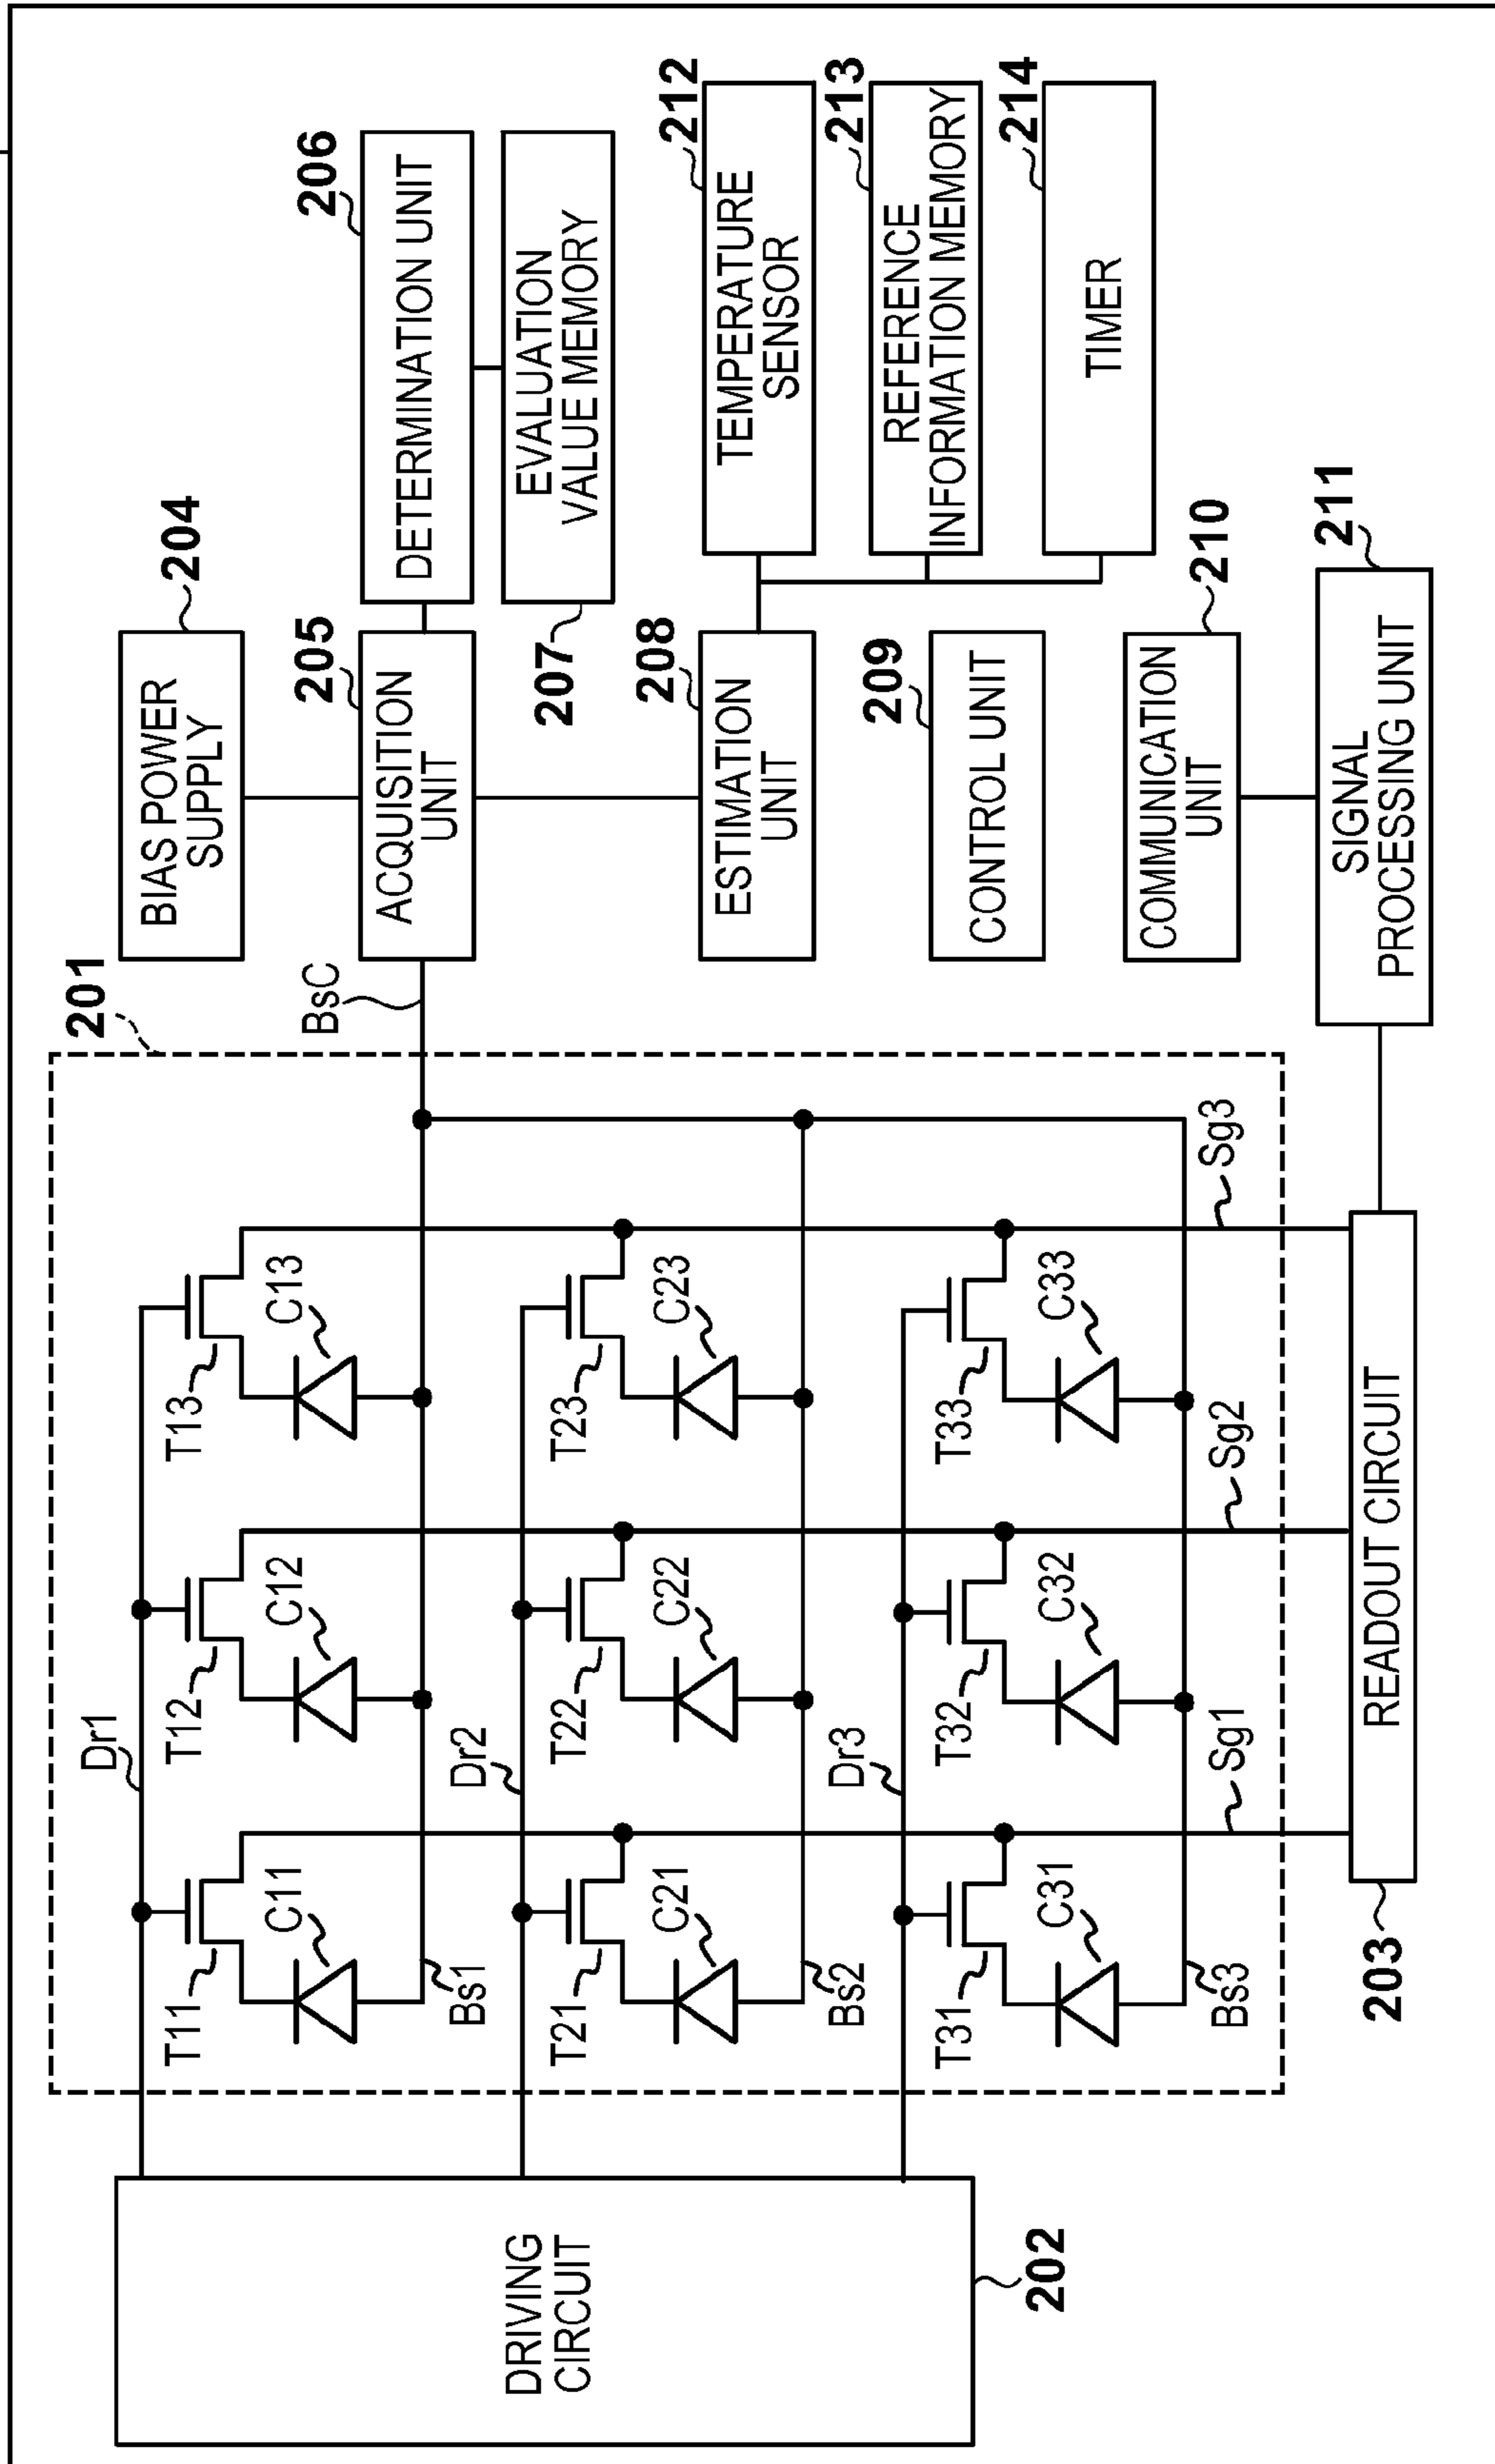 201
204
BIAS POWER
SUPPLY
Dr1
T11
T12
T13
C11
C12
C13
Bs1
BsC
205
ACQUISITION
UNIT
206
DETERMINATION UNIT
207
EVALUATION
VALUE MEMORY
Dr2
T21
T22
T23
C21
C22
C23
Bs2
208
ESTIMATION
UNIT
212
TEMPERATURE
SENSOR
213
REFERENCE
INFORMATION MEMORY
214
TIMER
DRIVING
CIRCUIT
202
Dr3
T31
T32
T33
C31
C32
C33
Bs3
209
CONTROL UNIT
210
COMMUNICATION
UNIT
Sg1
Sg2
Sg3
203
READOUT CIRCUIT
211
SIGNAL
PROCESSING UNIT